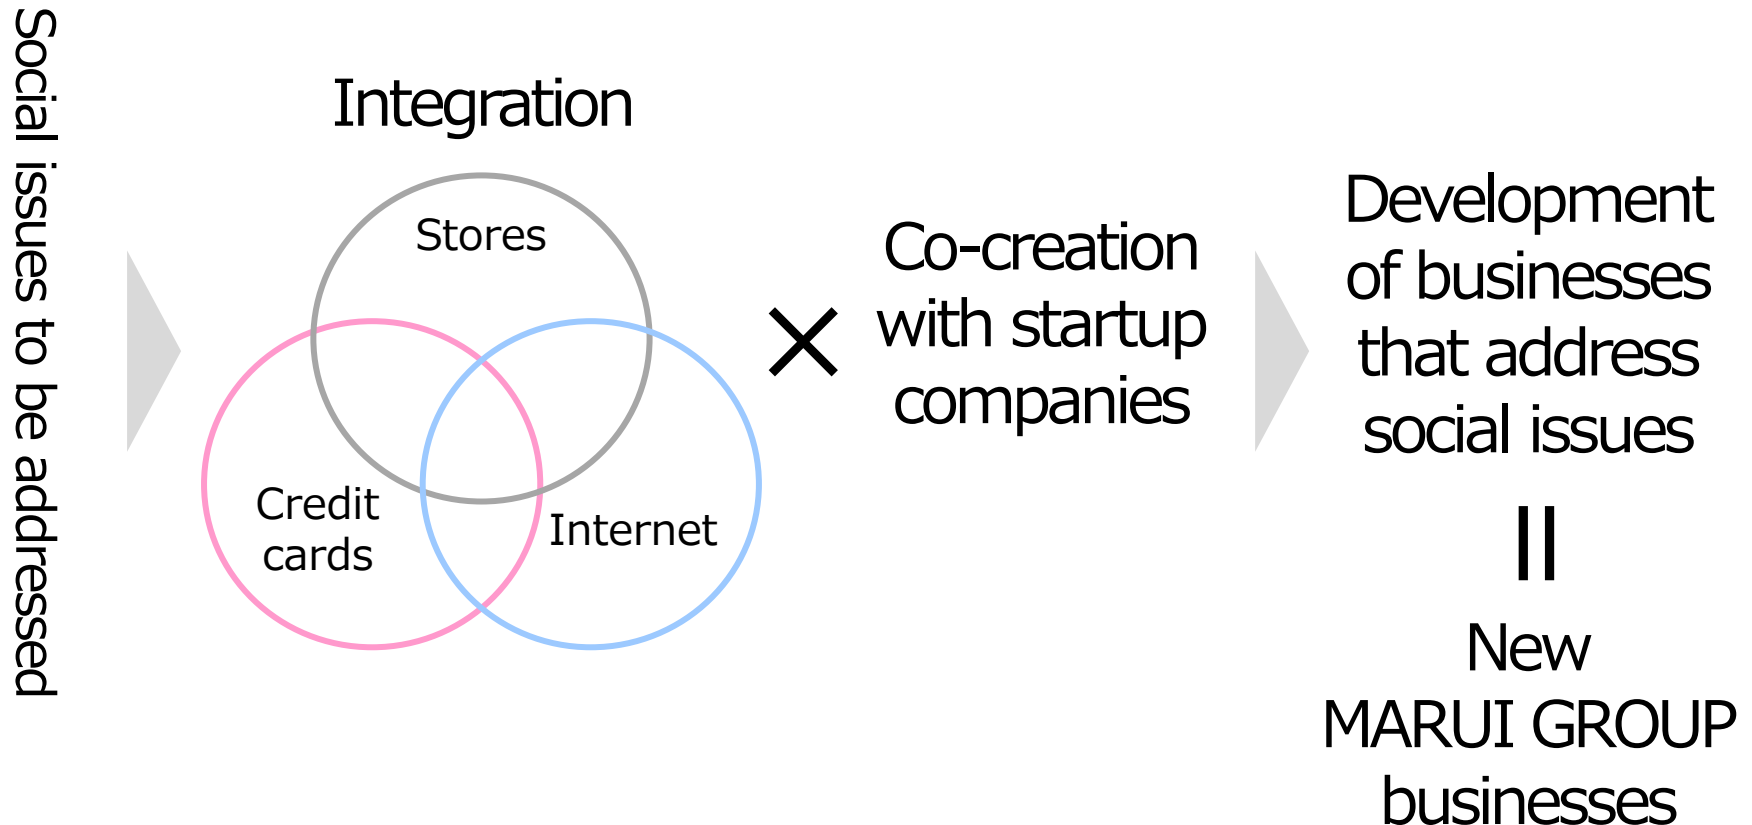 Social issues to be addressed
Integration
Stores
Credit
cards
Internet
×
Co-creation
with startup
companies
Development
of businesses
that address
social issues
New
MARUI GROUP
businesses